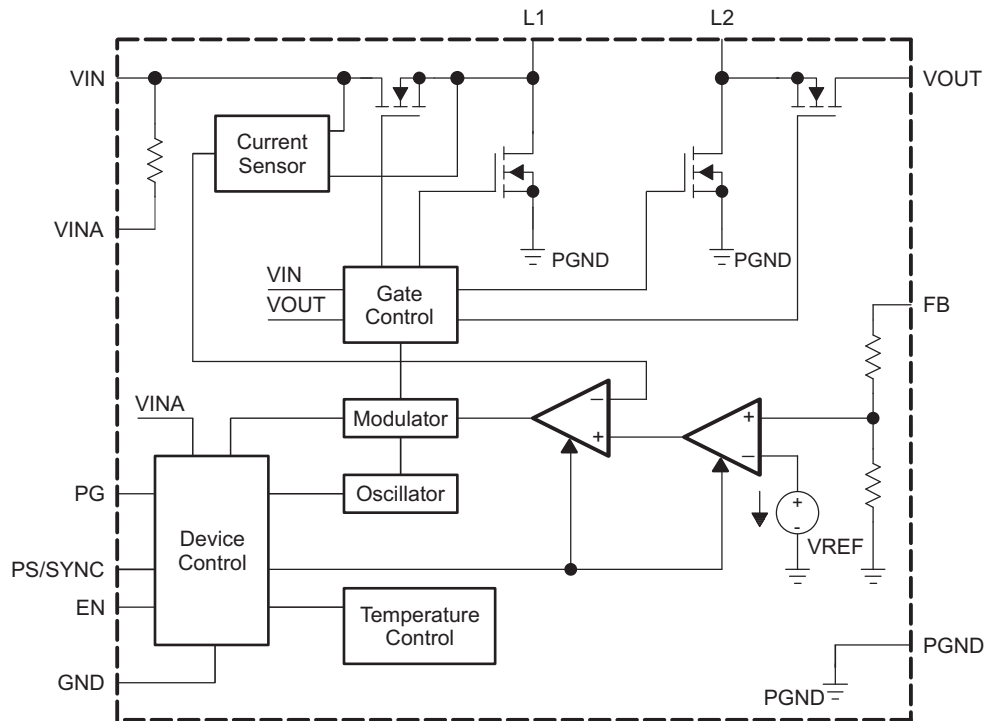 L1
L2
VIN
VOUT
Current
Sensor
VINA
PGND
PGND
VIN
VOUT
Gate
Control
FB
VINA
Modulator
−
+
+
−
PG
Oscillator
Device
Control
+
-
VREF
PS/SYNC
EN
Temperature
Control
GND
PGND
PGND